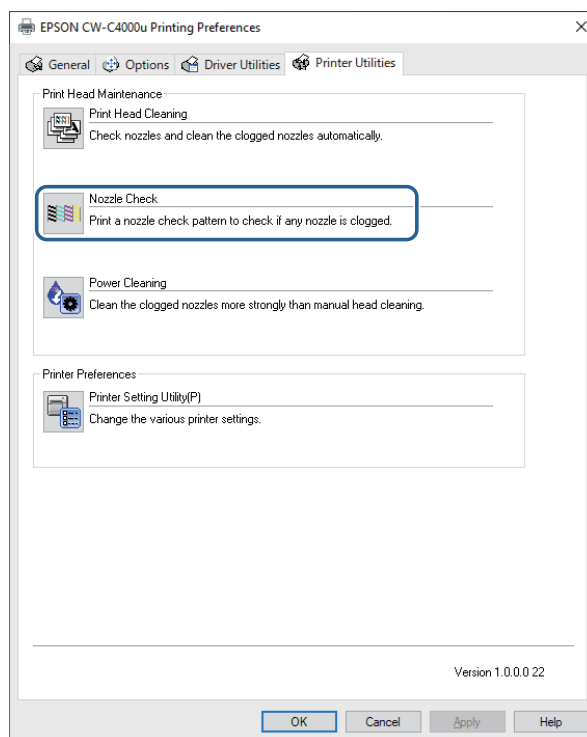 EPSON CW-C4000u Printing Preferences
General Options Driver Utilities Printer Utilities
Print Head Maintenance
Print Head Cleaning
Check nozzles and clean the clogged nozzles automatically.
Nozzle Check
Print a nozzle check pattern to check if any nozzle is clogged.
Power Cleaning
Clean the clogged nozzles more strongly than manual head cleaning.
Printer Preferences
Printer Setting Utility(P)
Change the various printer settings.
Version 1.0.0.0 22
OK Cancel Apply Help